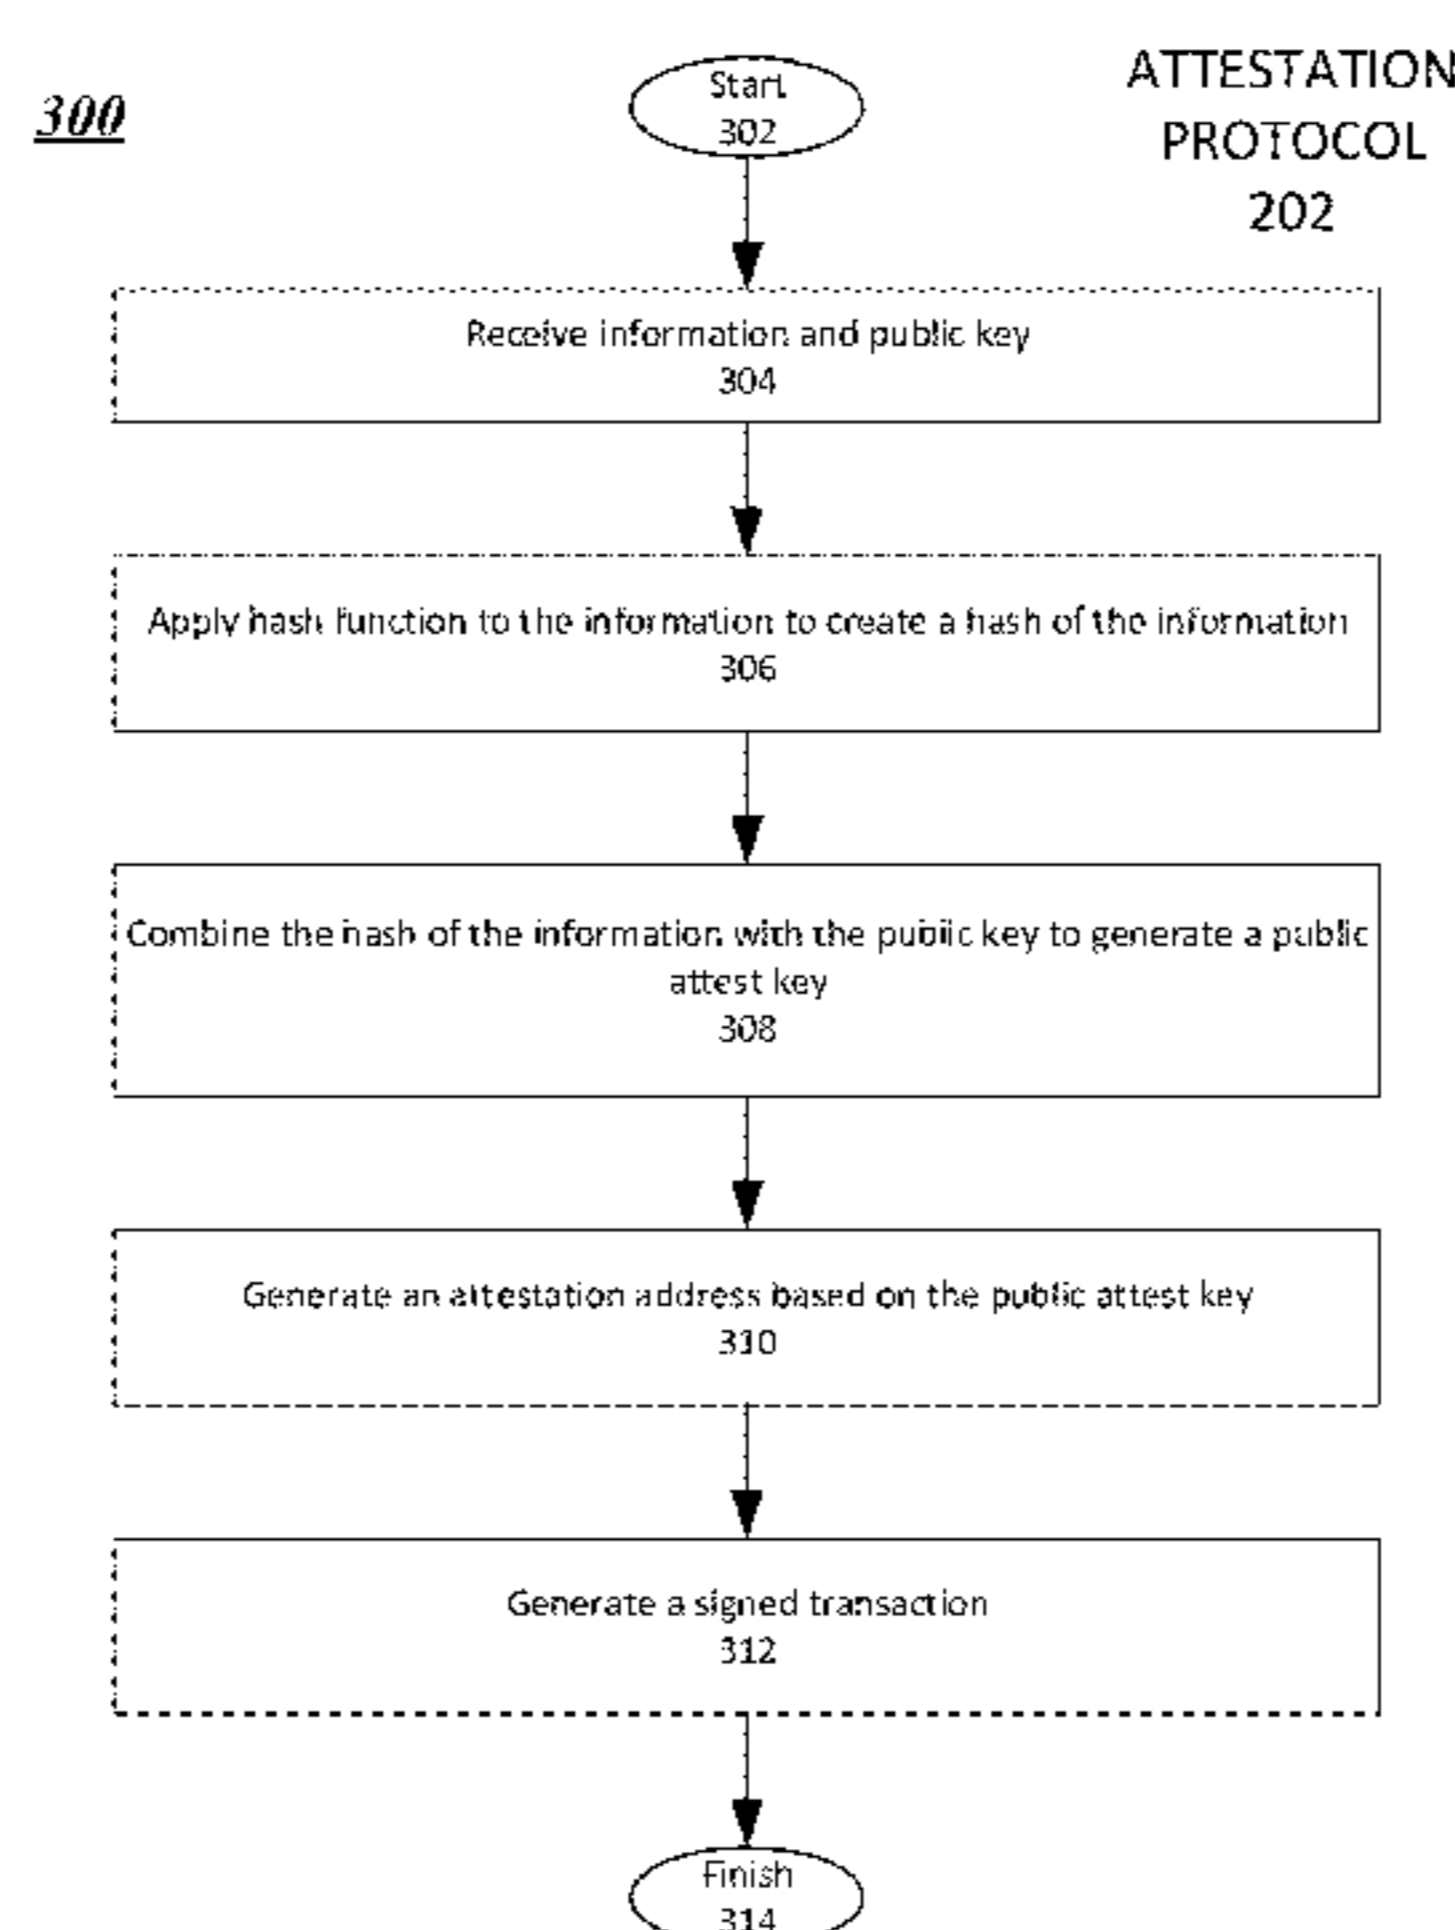 300
ATTESTATION
PROTOCOL
202
Start
302
Receive information and public key
304
Apply hash function to the information to create a hash of the information
306
Combine the hash of the information with the public key to generate a public
attest key
308
Generate an attestation address based on the public attest key
310
Generate a signed transaction
312
Finish
314